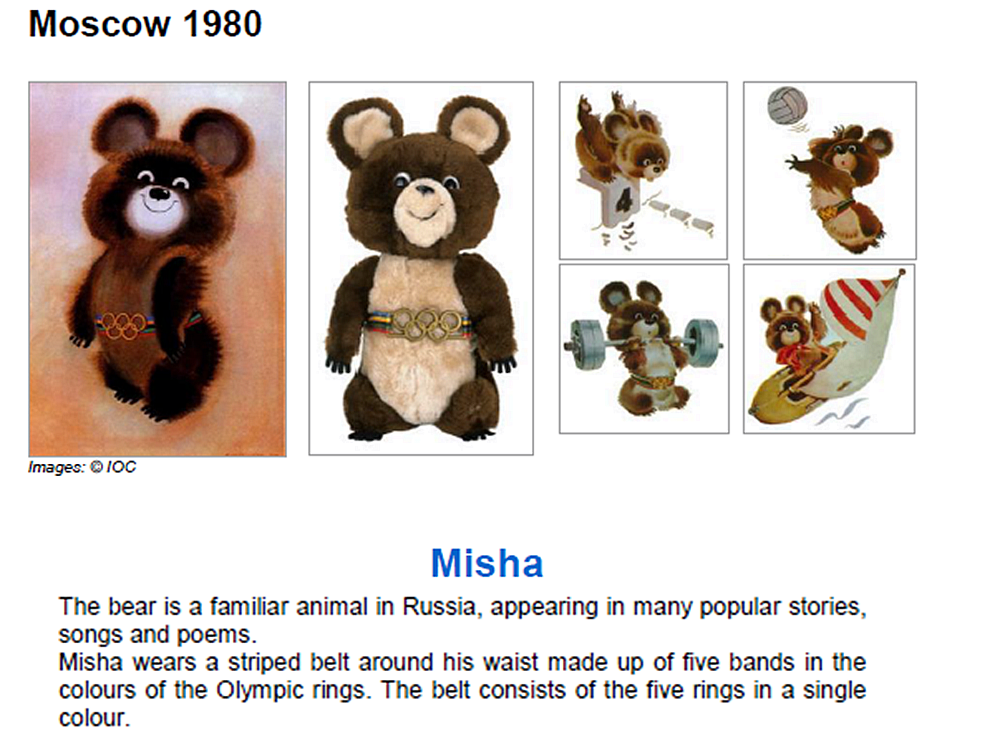 Moscow 1980
4
Images: © IOC
Misha
The bear is a familiar animal in Russia, appearing in many popular stories,
songs and poems.
Misha wears a striped belt around his waist made up of five bands in the
colours of the Olympic rings. The belt consists of the five rings in a single
colour.